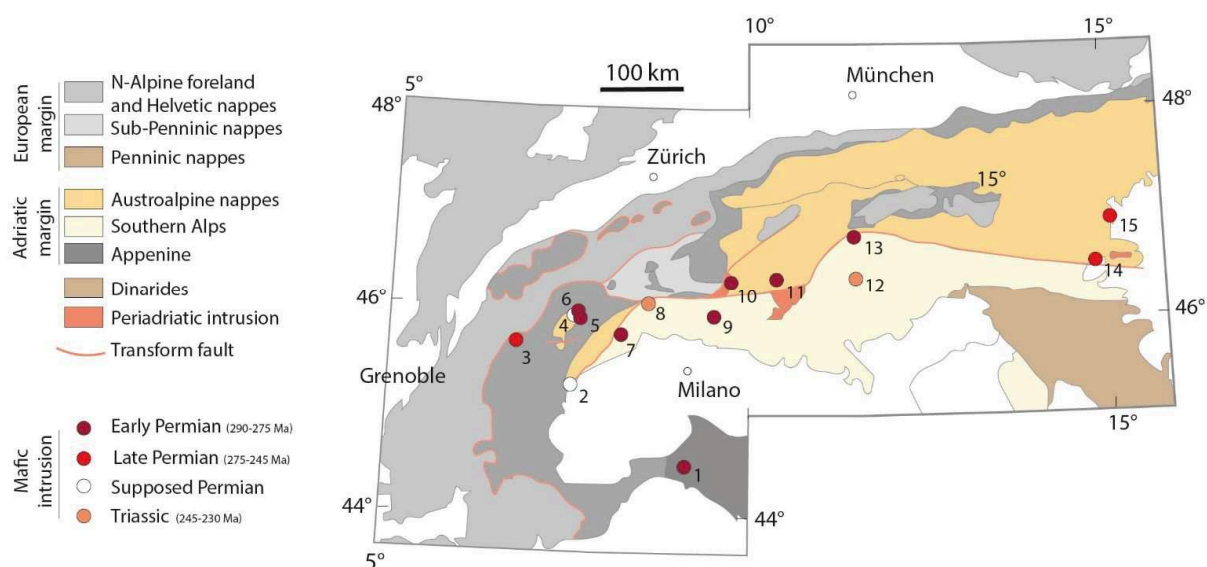 European margin
N-Alpine foreland
and Helvetic nappes
Sub-Penninic nappes
Penninic nappes
Adriatic margin
Austroalpine nappes
Southern Alps
Appenine
Dinarides
Periadriatic intrusion
Transform fault
Mafic intrusion
Early Permian (290-275 Ma)
Late Permian (275-245 Ma)
Supposed Permian
Triassic (245-230 Ma)
10°
15°
5°
100 km
München
48°
48°
Zürich
15°
15
13
14
12
10
11
46°
46°
6
4
5
8
9
7
3
Grenoble
2
Milano
15°
1
44°
44°
5°